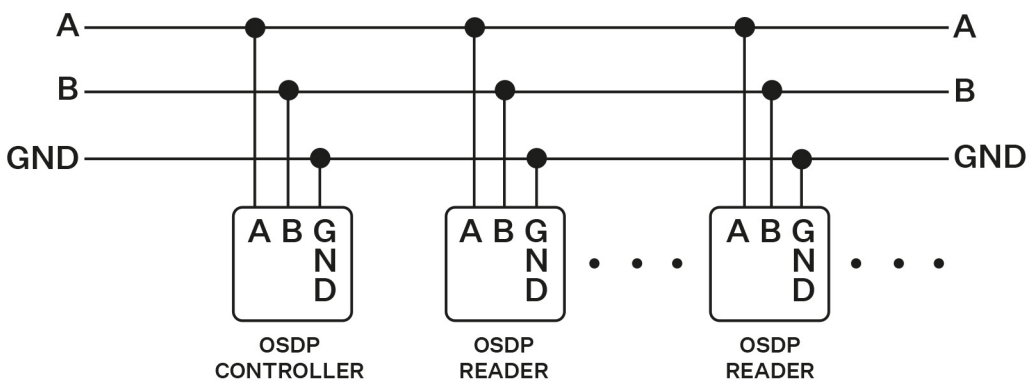 A A
B B
GND GND
A B G
N
D
A B G
N
D
A B G
N
D
OSDP
CONTROLLER
OSDP
READER
OSDP
READER